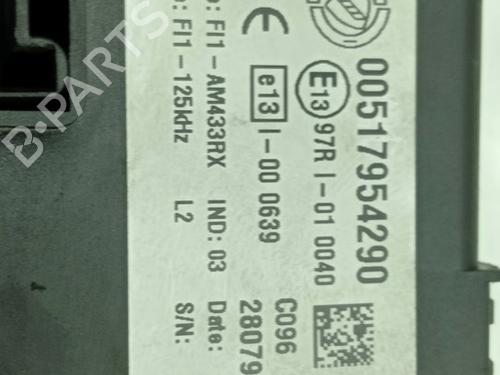 B-PARTS
00517954290
E13 97R I-01 0040
e13 I-00 0639
C096
28079
o: FI1-AM433RX IND: 03 Date:
o: FI1-125kHz L2 S/N: